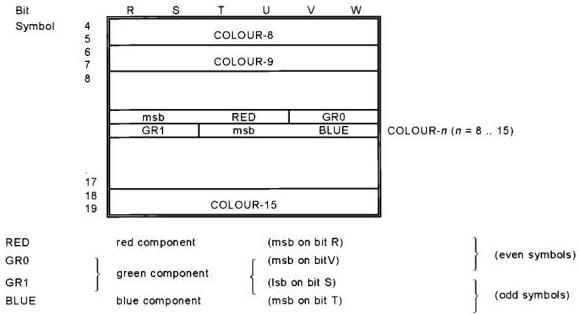 Bit R S T U V W
Symbol 4
5 COLOUR-8
6
7 COLOUR-9
8
msb RED GR0
GR1 msb BLUE COLOUR-n (n = 8 .. 15)
.
17
18
19 COLOUR-15
RED red component (msb on bit R)
GR0 (msb on bitV) (even symbols)
green component
GR1 (lsb on bit S)
BLUE blue component (msb on bit T) (odd symbols)